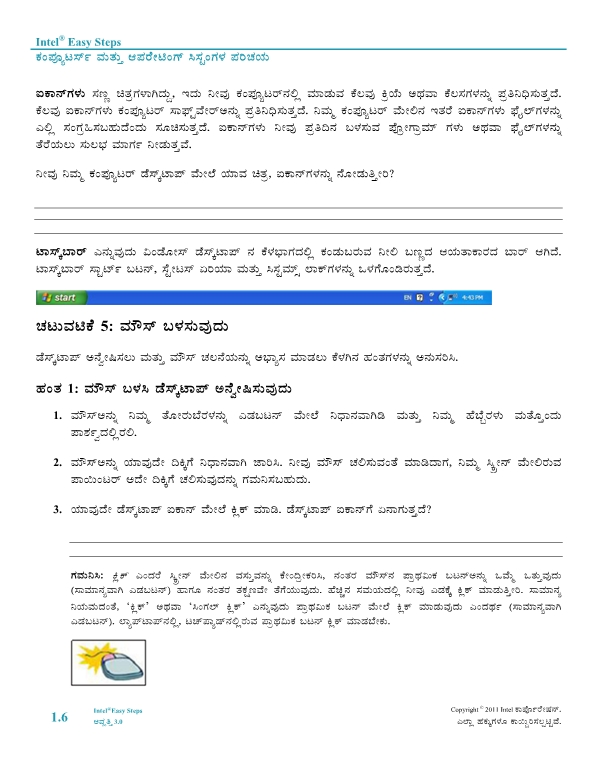 Intel® Easy Steps
ಕಂಪ್ಯೂಟರ್ಸ್ ಮತ್ತು ಆಪರೇಟಿಂಗ್ ಸಿಸ್ಟಂಗಳ ಪರಿಚಯ
ಐಕಾನ್‌ಗಳು ಸಣ್ಣ ಚಿತ್ರಗಳಾಗಿದ್ದು, ಇದು ನೀವು ಕಂಪ್ಯೂಟರ್‌ನಲ್ಲಿ ಮಾಡುವ ಕೆಲವು ಕ್ರಿಯೆ ಅಥವಾ ಕೆಲಸಗಳನ್ನು ಪ್ರತಿನಿಧಿಸುತ್ತದೆ.
ಕೆಲವು ಐಕಾನ್‌ಗಳು ಕಂಪ್ಯೂಟರ್ ಸಾಫ್ಟ್‌ವೇರ್‌ಅನ್ನು ಪ್ರತಿನಿಧಿಸುತ್ತದೆ. ನಿಮ್ಮ ಕಂಪ್ಯೂಟರ್ ಮೇಲಿನ ಇತರೆ ಐಕಾನ್‌ಗಳು ಫೈಲ್‌ಗಳನ್ನು
ಎಲ್ಲಿ ಸಂಗ್ರಹಿಸಬಹುದೆಂದು ಸೂಚಿಸುತ್ತದೆ. ಐಕಾನ್‌ಗಳು ನೀವು ಪ್ರತಿದಿನ ಬಳಸುವ ಪ್ರೋಗ್ರಾಮ್ ಗಳು ಅಥವಾ ಫೈಲ್‌ಗಳನ್ನು
ತೆರೆಯಲು ಸುಲಭ ಮಾರ್ಗ ನೀಡುತ್ತವೆ.
ನೀವು ನಿಮ್ಮ ಕಂಪ್ಯೂಟರ್ ಡೆಸ್ಕ್‌ಟಾಪ್ ಮೇಲೆ ಯಾವ ಚಿತ್ರ, ಐಕಾನ್‌ಗಳನ್ನು ನೋಡುತ್ತೀರಿ?
ಟಾಸ್ಕ್‌ಬಾರ್ ಎನ್ನುವುದು ವಿಂಡೋಸ್ ಡೆಸ್ಕ್‌ಟಾಪ್ ನ ಕೆಳಭಾಗದಲ್ಲಿ ಕಂಡುಬರುವ ನೀಲಿ ಬಣ್ಣದ ಆಯತಾಕಾರದ ಬಾರ್ ಆಗಿದೆ.
ಟಾಸ್ಕ್‌ಬಾರ್ ಸ್ಟಾರ್ಟ್ ಬಟನ್, ಸ್ಟೇಟಸ್ ಏರಿಯಾ ಮತ್ತು ಸಿಸ್ಟಮ್ಸ್ ಲಾಕ್‌ಗಳನ್ನು ಒಳಗೊಂಡಿರುತ್ತದೆ.
start EN 4:43 PM
ಚಟುವಟಿಕೆ 5: ಮೌಸ್ ಬಳಸುವುದು
ಡೆಸ್ಕ್‌ಟಾಪ್ ಅನ್ವೇಷಿಸಲು ಮತ್ತು ಮೌಸ್ ಚಲನೆಯನ್ನು ಅಭ್ಯಾಸ ಮಾಡಲು ಕೆಳಗಿನ ಹಂತಗಳನ್ನು ಅನುಸರಿಸಿ.
ಹಂತ 1: ಮೌಸ್ ಬಳಸಿ ಡೆಸ್ಕ್‌ಟಾಪ್ ಅನ್ವೇಷಿಸುವುದು
1. ಮೌಸ್‌ಅನ್ನು ನಿಮ್ಮ ತೋರುಬೆರಳನ್ನು ಎಡಬಟನ್ ಮೇಲೆ ನಿಧಾನವಾಗಿಡಿ ಮತ್ತು ನಿಮ್ಮ ಹೆಬ್ಬೆರಳು ಮತ್ತೊಂದು
ಪಾರ್ಶ್ವದಲ್ಲಿರಲಿ.
2. ಮೌಸ್‌ಅನ್ನು ಯಾವುದೇ ದಿಕ್ಕಿಗೆ ನಿಧಾನವಾಗಿ ಜಾರಿಸಿ. ನೀವು ಮೌಸ್ ಚಲಿಸುವಂತೆ ಮಾಡಿದಾಗ, ನಿಮ್ಮ ಸ್ಕ್ರೀನ್ ಮೇಲಿರುವ
ಪಾಯಿಂಟರ್ ಅದೇ ದಿಕ್ಕಿಗೆ ಚಲಿಸುವುದನ್ನು ಗಮನಿಸಬಹುದು.
3. ಯಾವುದೇ ಡೆಸ್ಕ್‌ಟಾಪ್ ಐಕಾನ್ ಮೇಲೆ ಕ್ಲಿಕ್ ಮಾಡಿ. ಡೆಸ್ಕ್‌ಟಾಪ್ ಐಕಾನ್‌ಗೆ ಏನಾಗುತ್ತದೆ?
ಗಮನಿಸಿ: ಕ್ಲಿಕ್ ಎಂದರೆ ಸ್ಕ್ರೀನ್ ಮೇಲಿನ ವಸ್ತುವನ್ನು ಕೇಂದ್ರೀಕರಿಸಿ, ನಂತರ ಮೌಸ್‌ನ ಪ್ರಾಥಮಿಕ ಬಟನ್‌ಅನ್ನು ಒಮ್ಮೆ ಒತ್ತುವುದು
(ಸಾಮಾನ್ಯವಾಗಿ ಎಡಬಟನ್) ಹಾಗೂ ನಂತರ ತಕ್ಷಣವೇ ತೆಗೆಯುವುದು. ಹೆಚ್ಚಿನ ಸಮಯದಲ್ಲಿ ನೀವು ಎಡಕ್ಕೆ ಕ್ಲಿಕ್ ಮಾಡುತ್ತೀರಿ. ಸಾಮಾನ್ಯ
ನಿಯಮದಂತೆ, ‘ಕ್ಲಿಕ್’ ಅಥವಾ ‘ಸಿಂಗಲ್ ಕ್ಲಿಕ್’ ಎನ್ನುವುದು ಪ್ರಾಥಮಿಕ ಬಟನ್ ಮೇಲೆ ಕ್ಲಿಕ್ ಮಾಡುವುದು ಎಂದರ್ಥ (ಸಾಮಾನ್ಯವಾಗಿ
ಎಡಬಟನ್). ಲ್ಯಾಪ್‌ಟಾಪ್‌ನಲ್ಲಿ, ಟಚ್‌ಪ್ಯಾಡ್‌ನಲ್ಲಿರುವ ಪ್ರಾಥಮಿಕ ಬಟನ್ ಕ್ಲಿಕ್ ಮಾಡಬೇಕು.
1.6
Intel® Easy Steps
ಆವೃತ್ತಿ 3.0
Copyright © 2011 Intel ಕಾರ್ಪೊರೇಷನ್.
ಎಲ್ಲಾ ಹಕ್ಕುಗಳೂ ಕಾಯ್ದಿರಿಸಲ್ಪಟ್ಟಿವೆ.